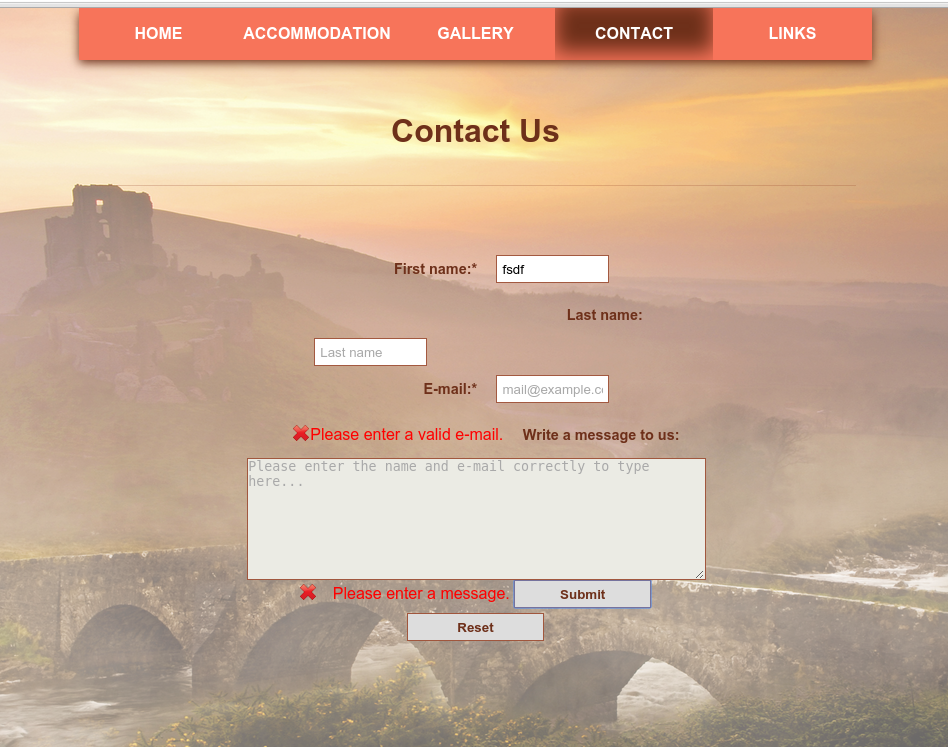 HOME ACCOMMODATION GALLERY CONTACT LINKS
Contact Us
First name:* fsdf
Last name:
Last name
E-mail:* mail@example.co
Please enter a valid e-mail. Write a message to us:
Please enter the name and e-mail correctly to type
here...
Please enter a message. Submit
Reset